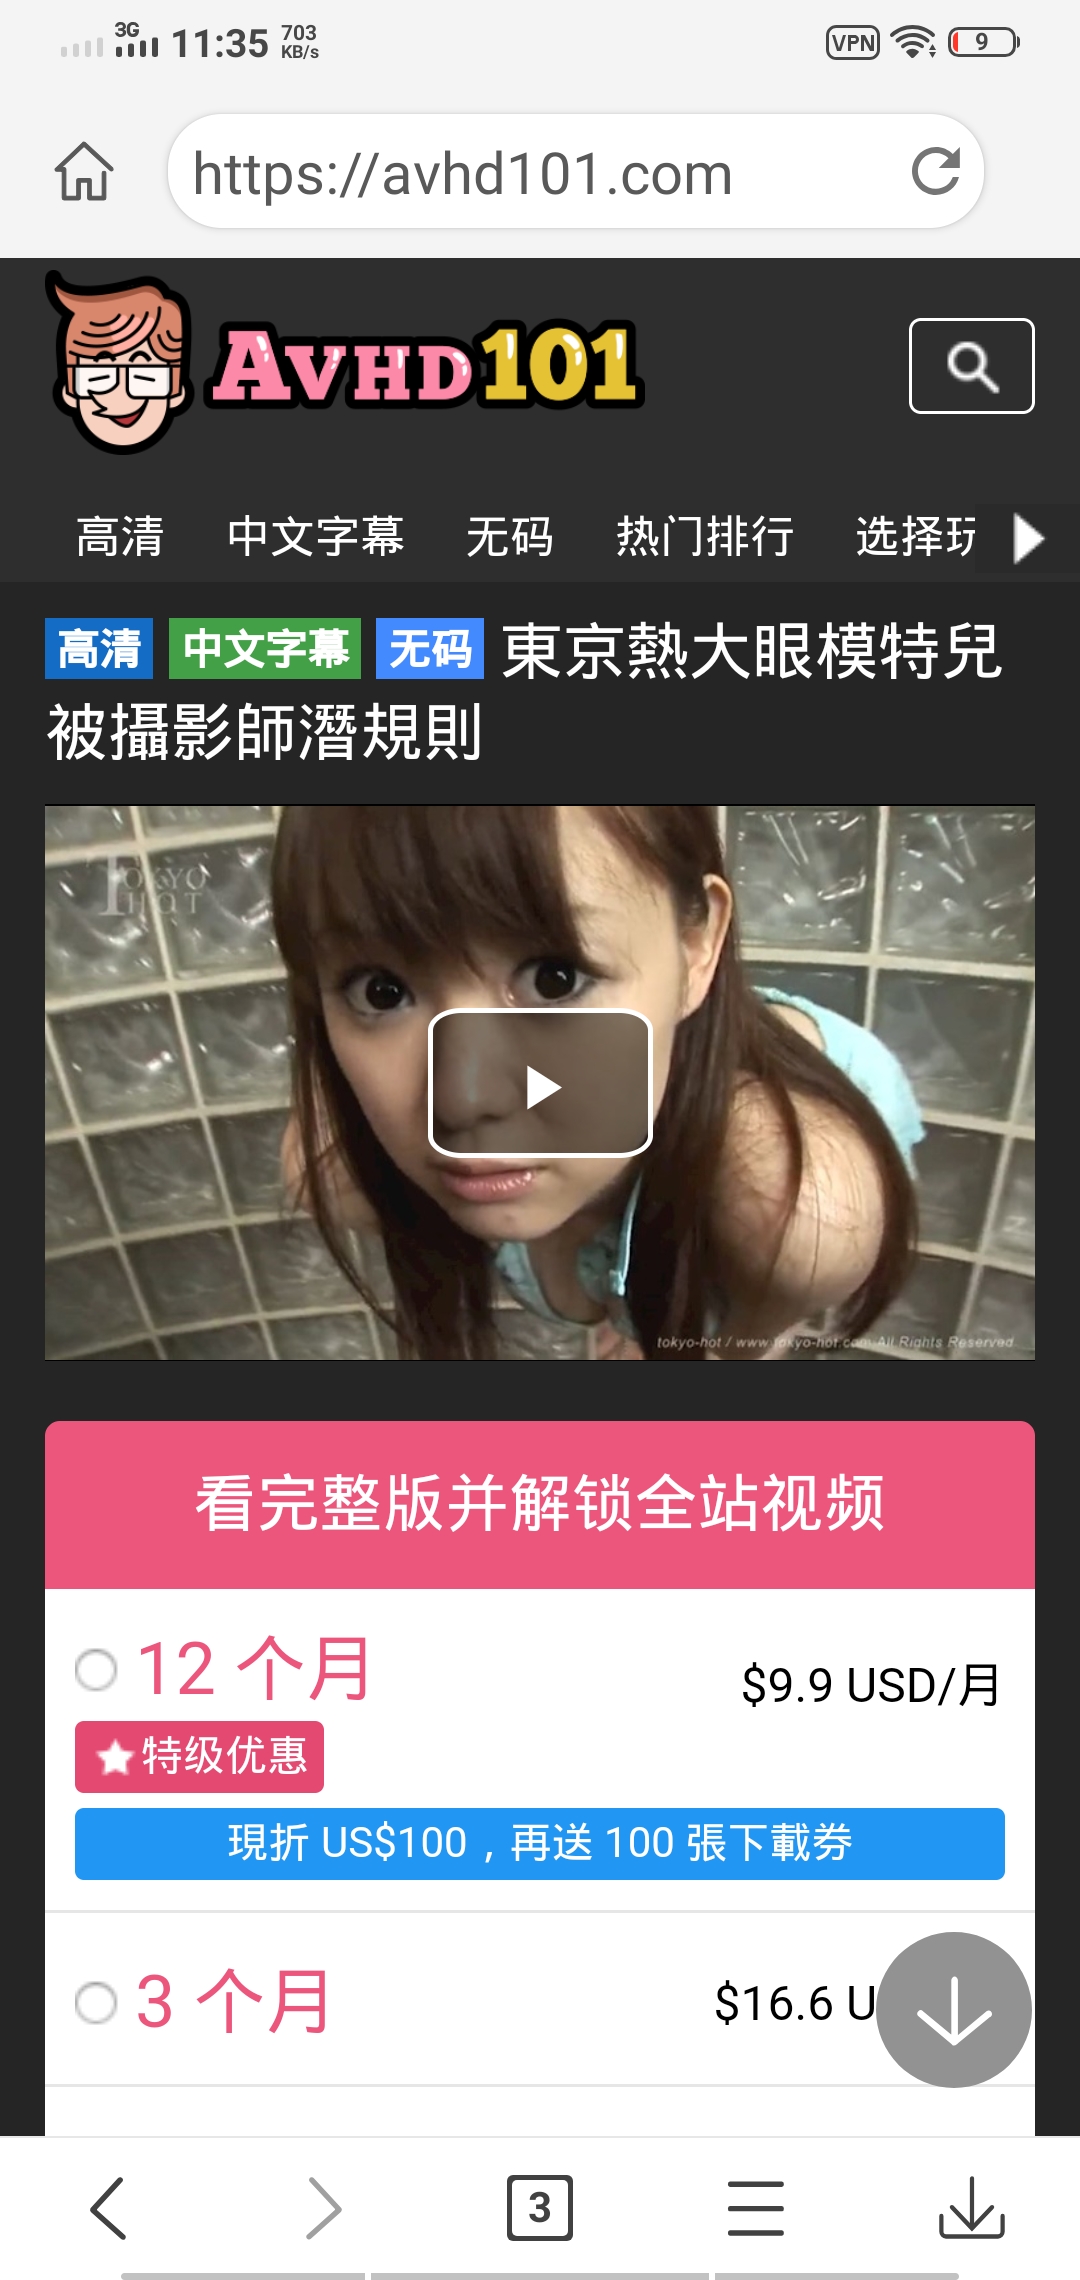 3G 11:35 703 KB/s VPN 9
https://avhd101.com
AVHD101
高清 中文字幕 无码 热门排行 选择玩
高清 中文字幕 无码 東京熱大眼模特兒
被攝影師潛規則
TOKYO
HOT
tokyo-hot / www.tokyo-hot.com All Rights Reserved
看完整版并解锁全站视频
12 个月
$9.9 USD/月
特级优惠
現折 US$100，再送 100 張下載券
3 个月
$16.6 U
3